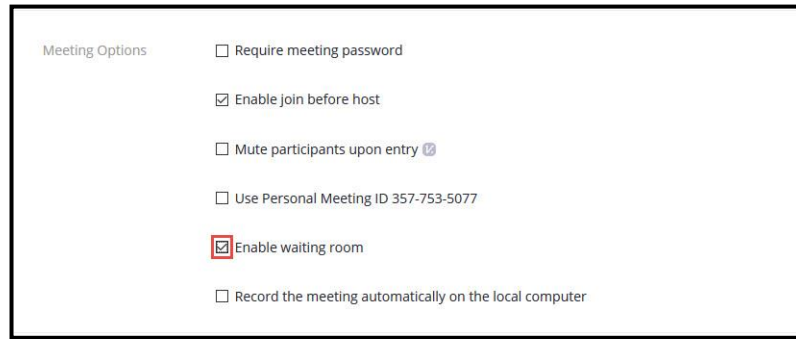 Meeting Options
Require meeting password
Enable join before host
Mute participants upon entry
Use Personal Meeting ID 357-753-5077
Enable waiting room
Record the meeting automatically on the local computer